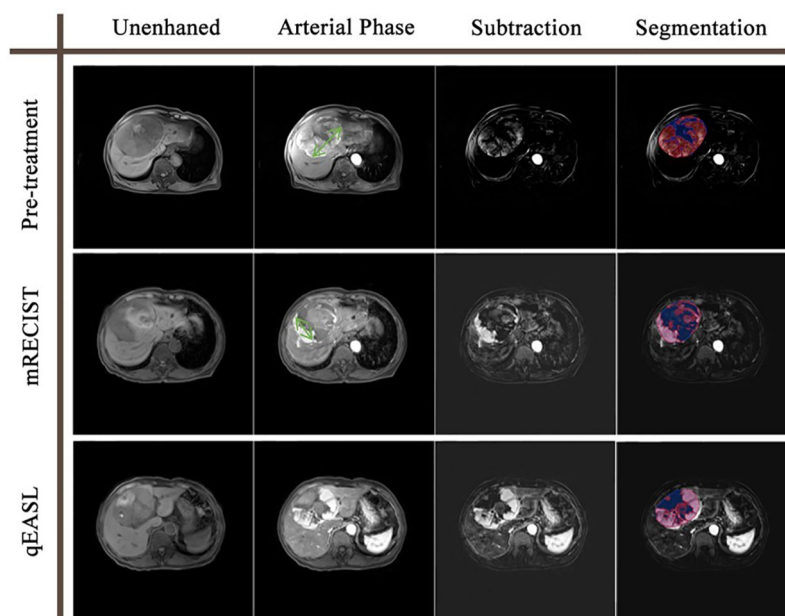 Unenhaned
Arterial Phase
Subtraction
Segmentation
Pre-treatment
mRECIST
qEASL